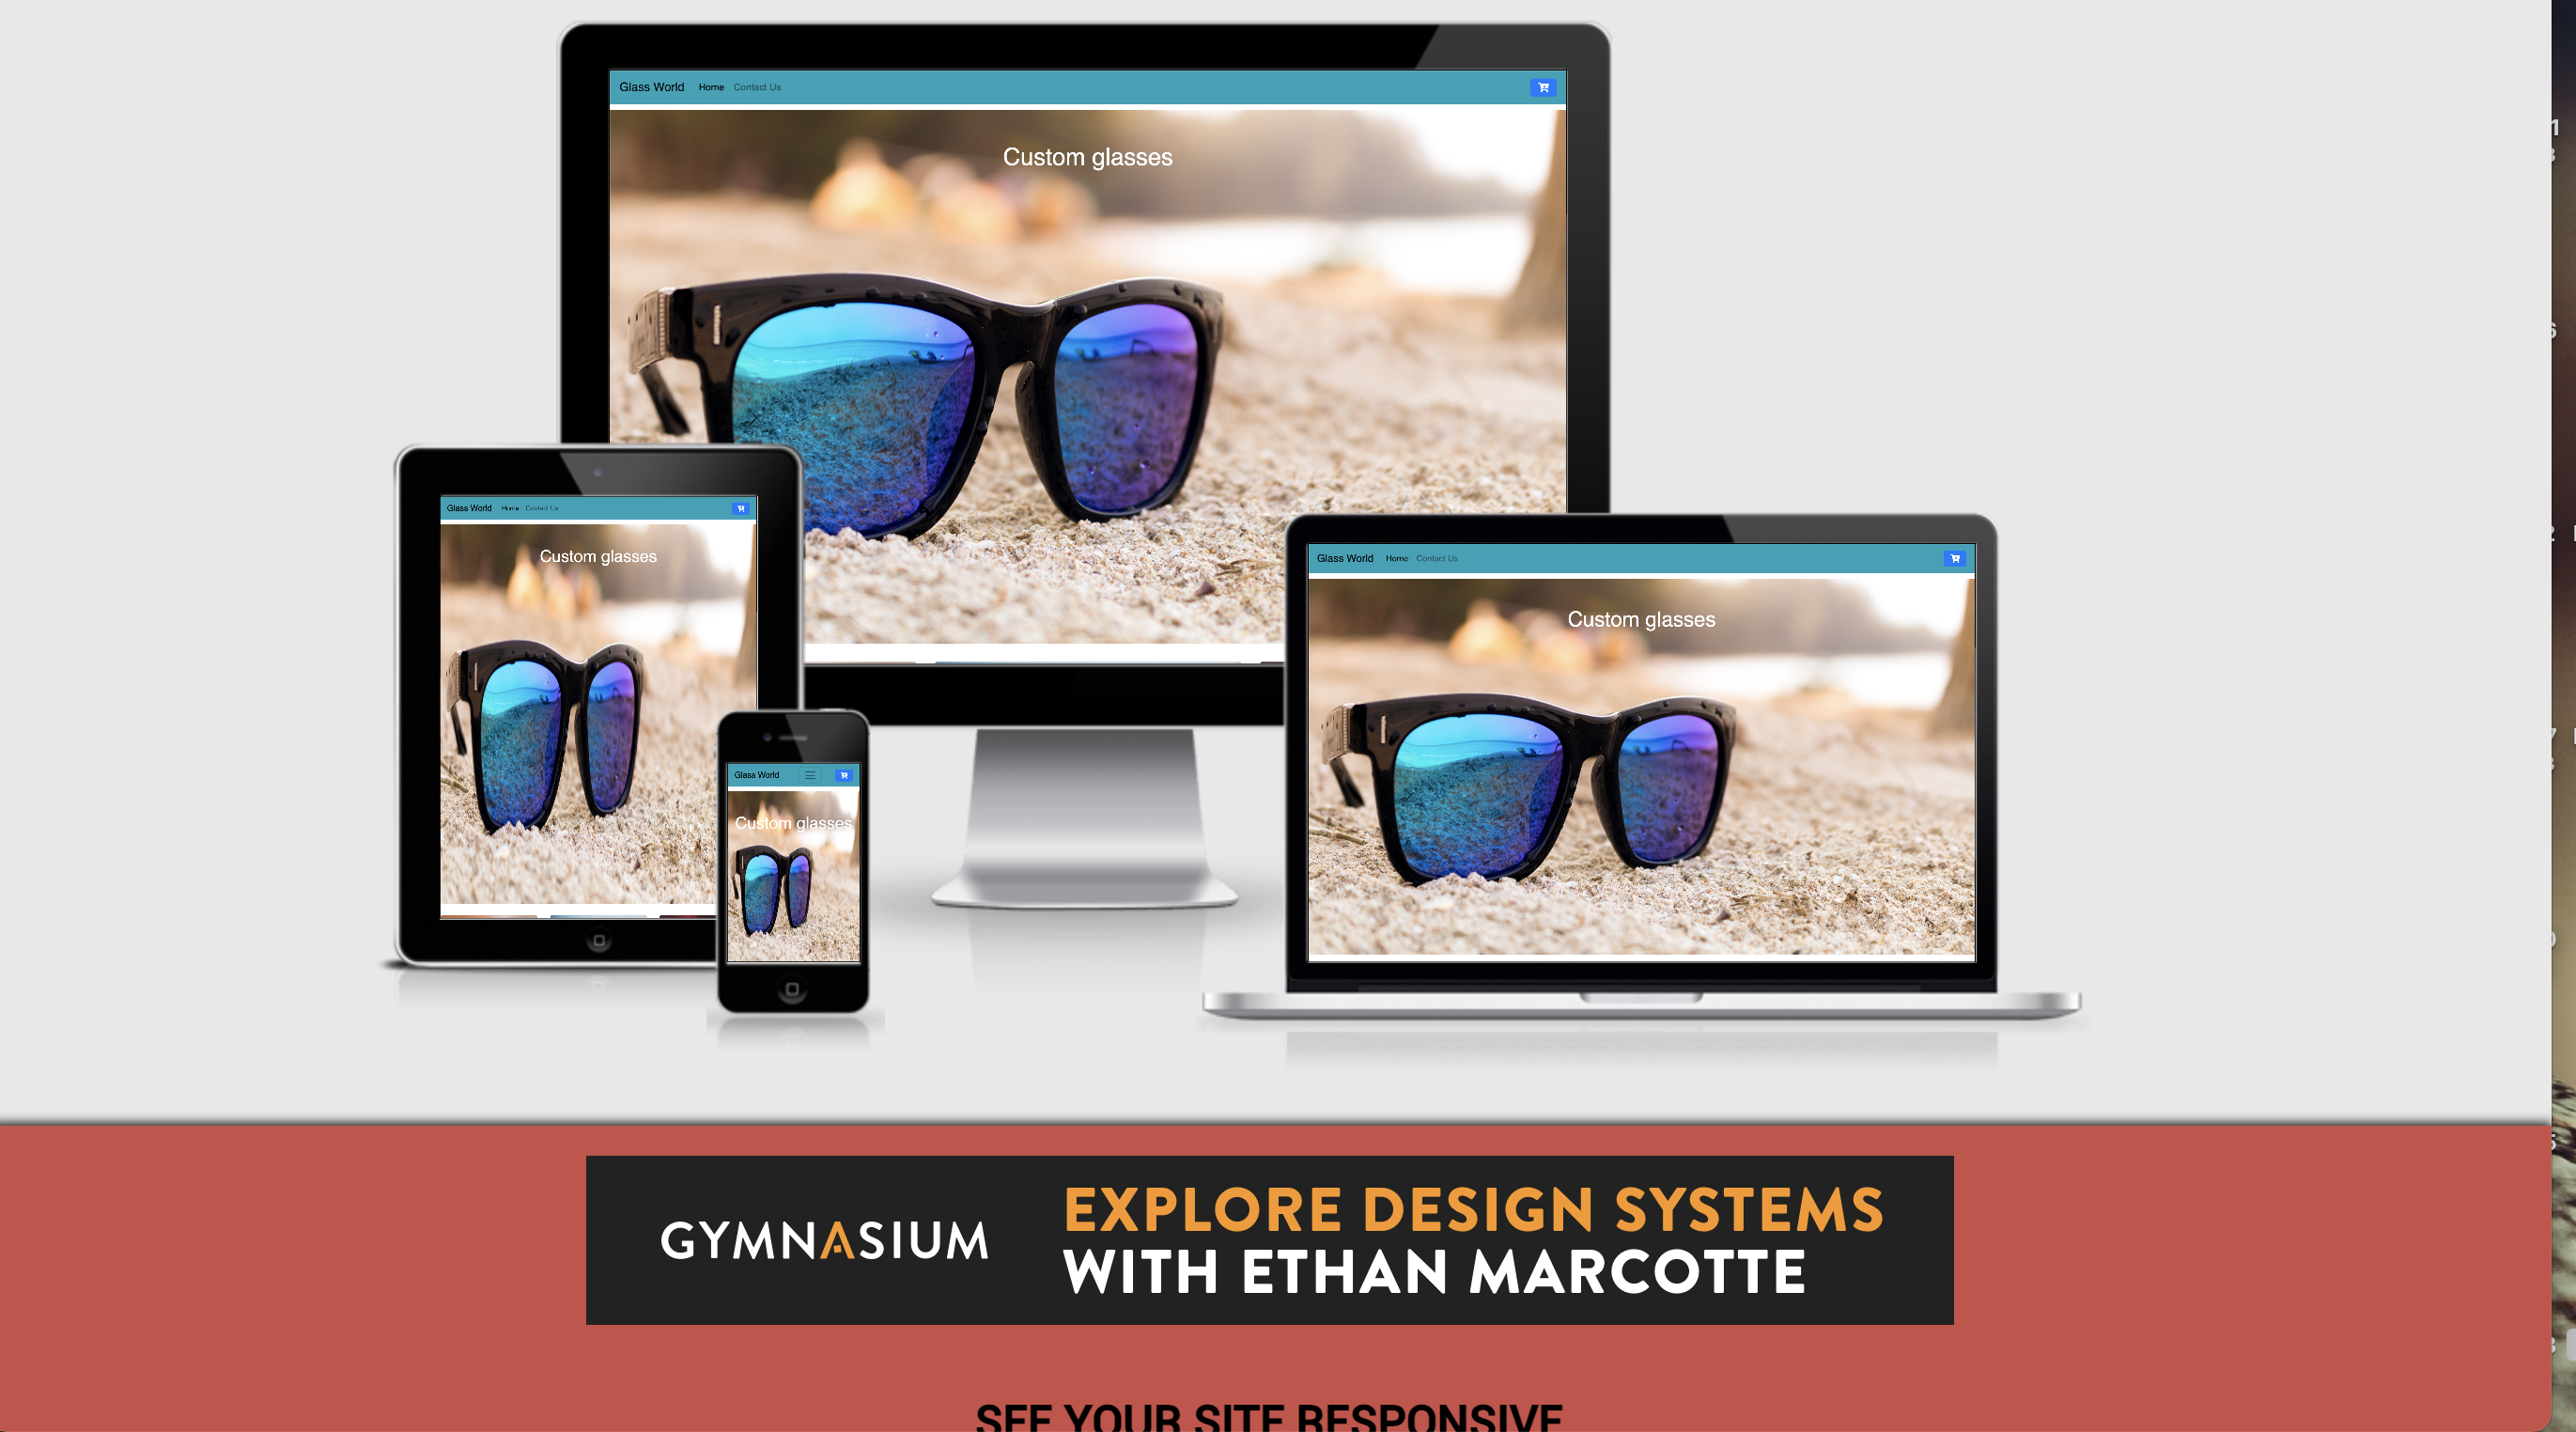 Glass World Home Contact Us
Custom glasses
Glass World Home Contact Us
Custom glasses
Glass World Home Contact Us
Custom glasses
Glass World
Custom glasses
GYMNASIUM
EXPLORE DESIGN SYSTEMS
WITH ETHAN MARCOTTE
SEE YOUR SITE RESPONSIVE